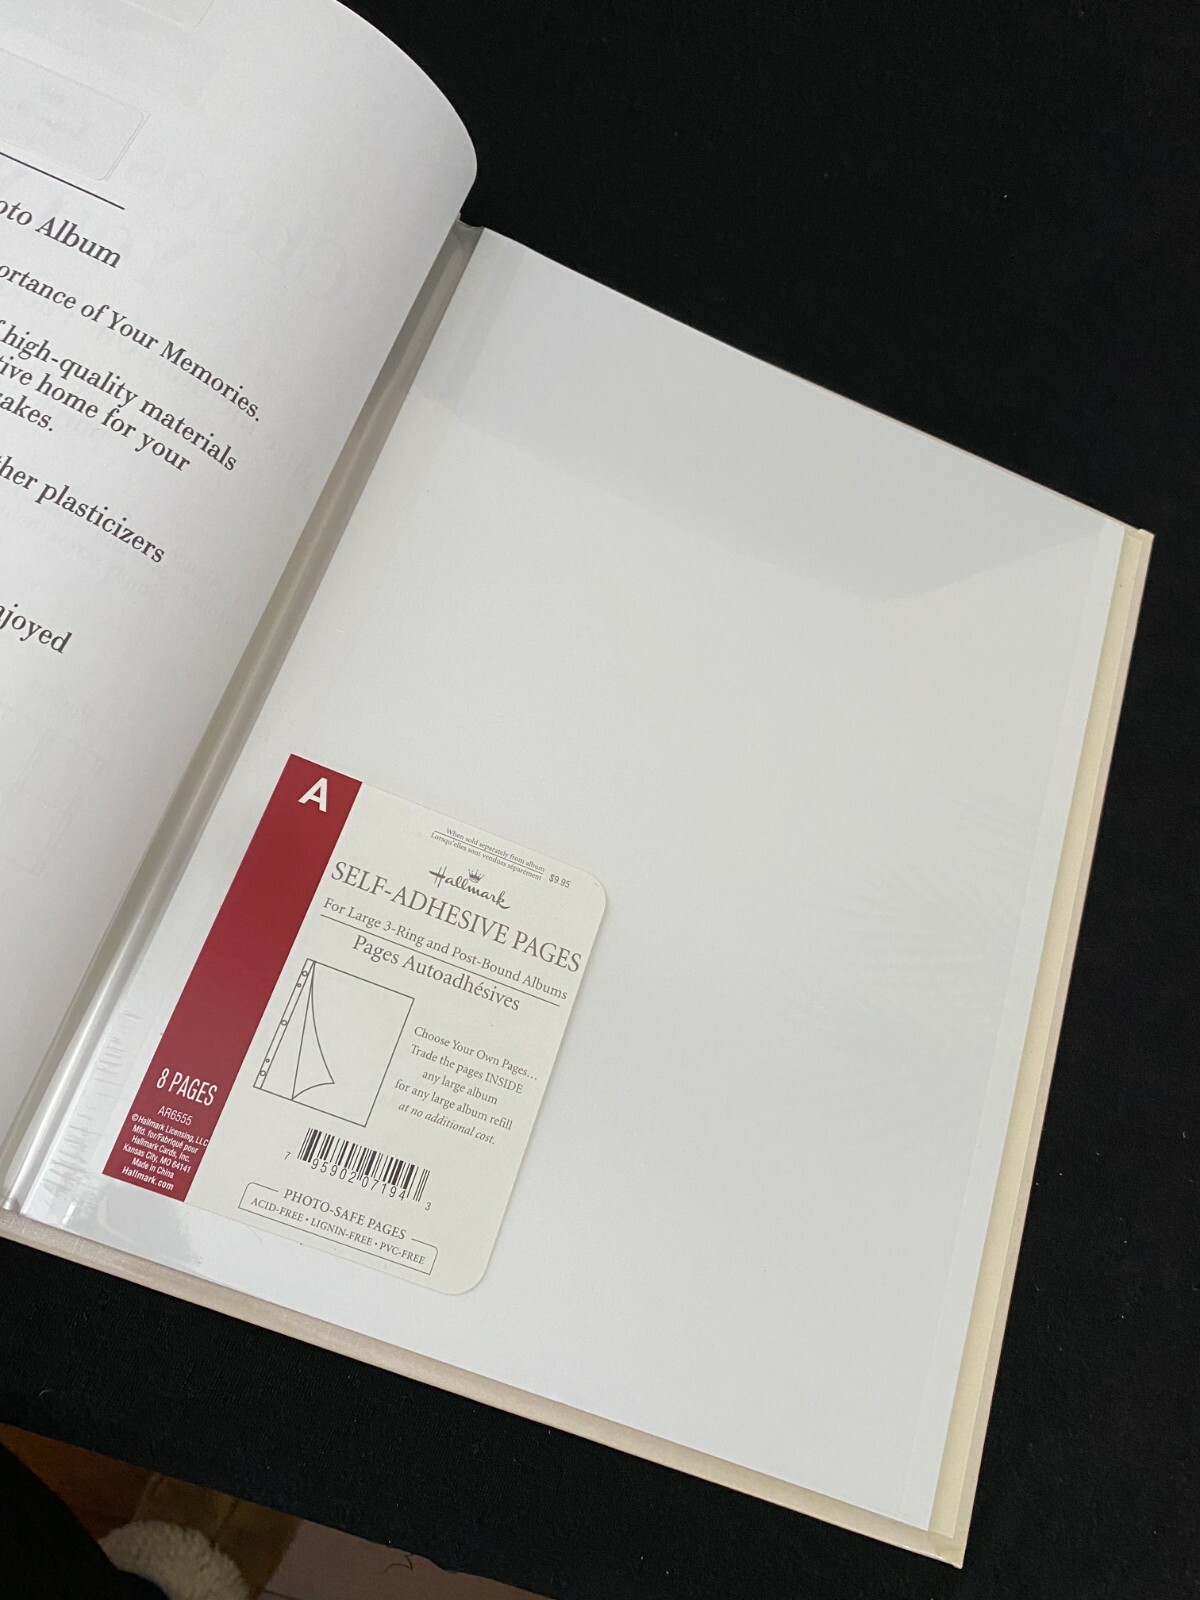 oto Album
ortance of Your Memories.
high-quality materials
tive home for your
akes.
her plasticizers
njoyed
A
When sold separately from album
Lorsqu'elles sont vendues séparément
$9.95
Hallmark
SELF-ADHESIVE PAGES
For Large 3-Ring and Post-Bound Albums
Pages Autoadhésives
Choose Your Own Pages...
Trade the pages INSIDE
any large album
for any large album refill
at no additional cost.
8 PAGES
AR6555
©Hallmark Licensing, LLC
Mfd. for/Fabriqué pour
Hallmark Cards, Inc.
Kansas City, MO 64141
Made in China
Hallmark.com
7 95902 07194 3
PHOTO-SAFE PAGES
ACID-FREE • LIGNIN-FREE • PVC-FREE